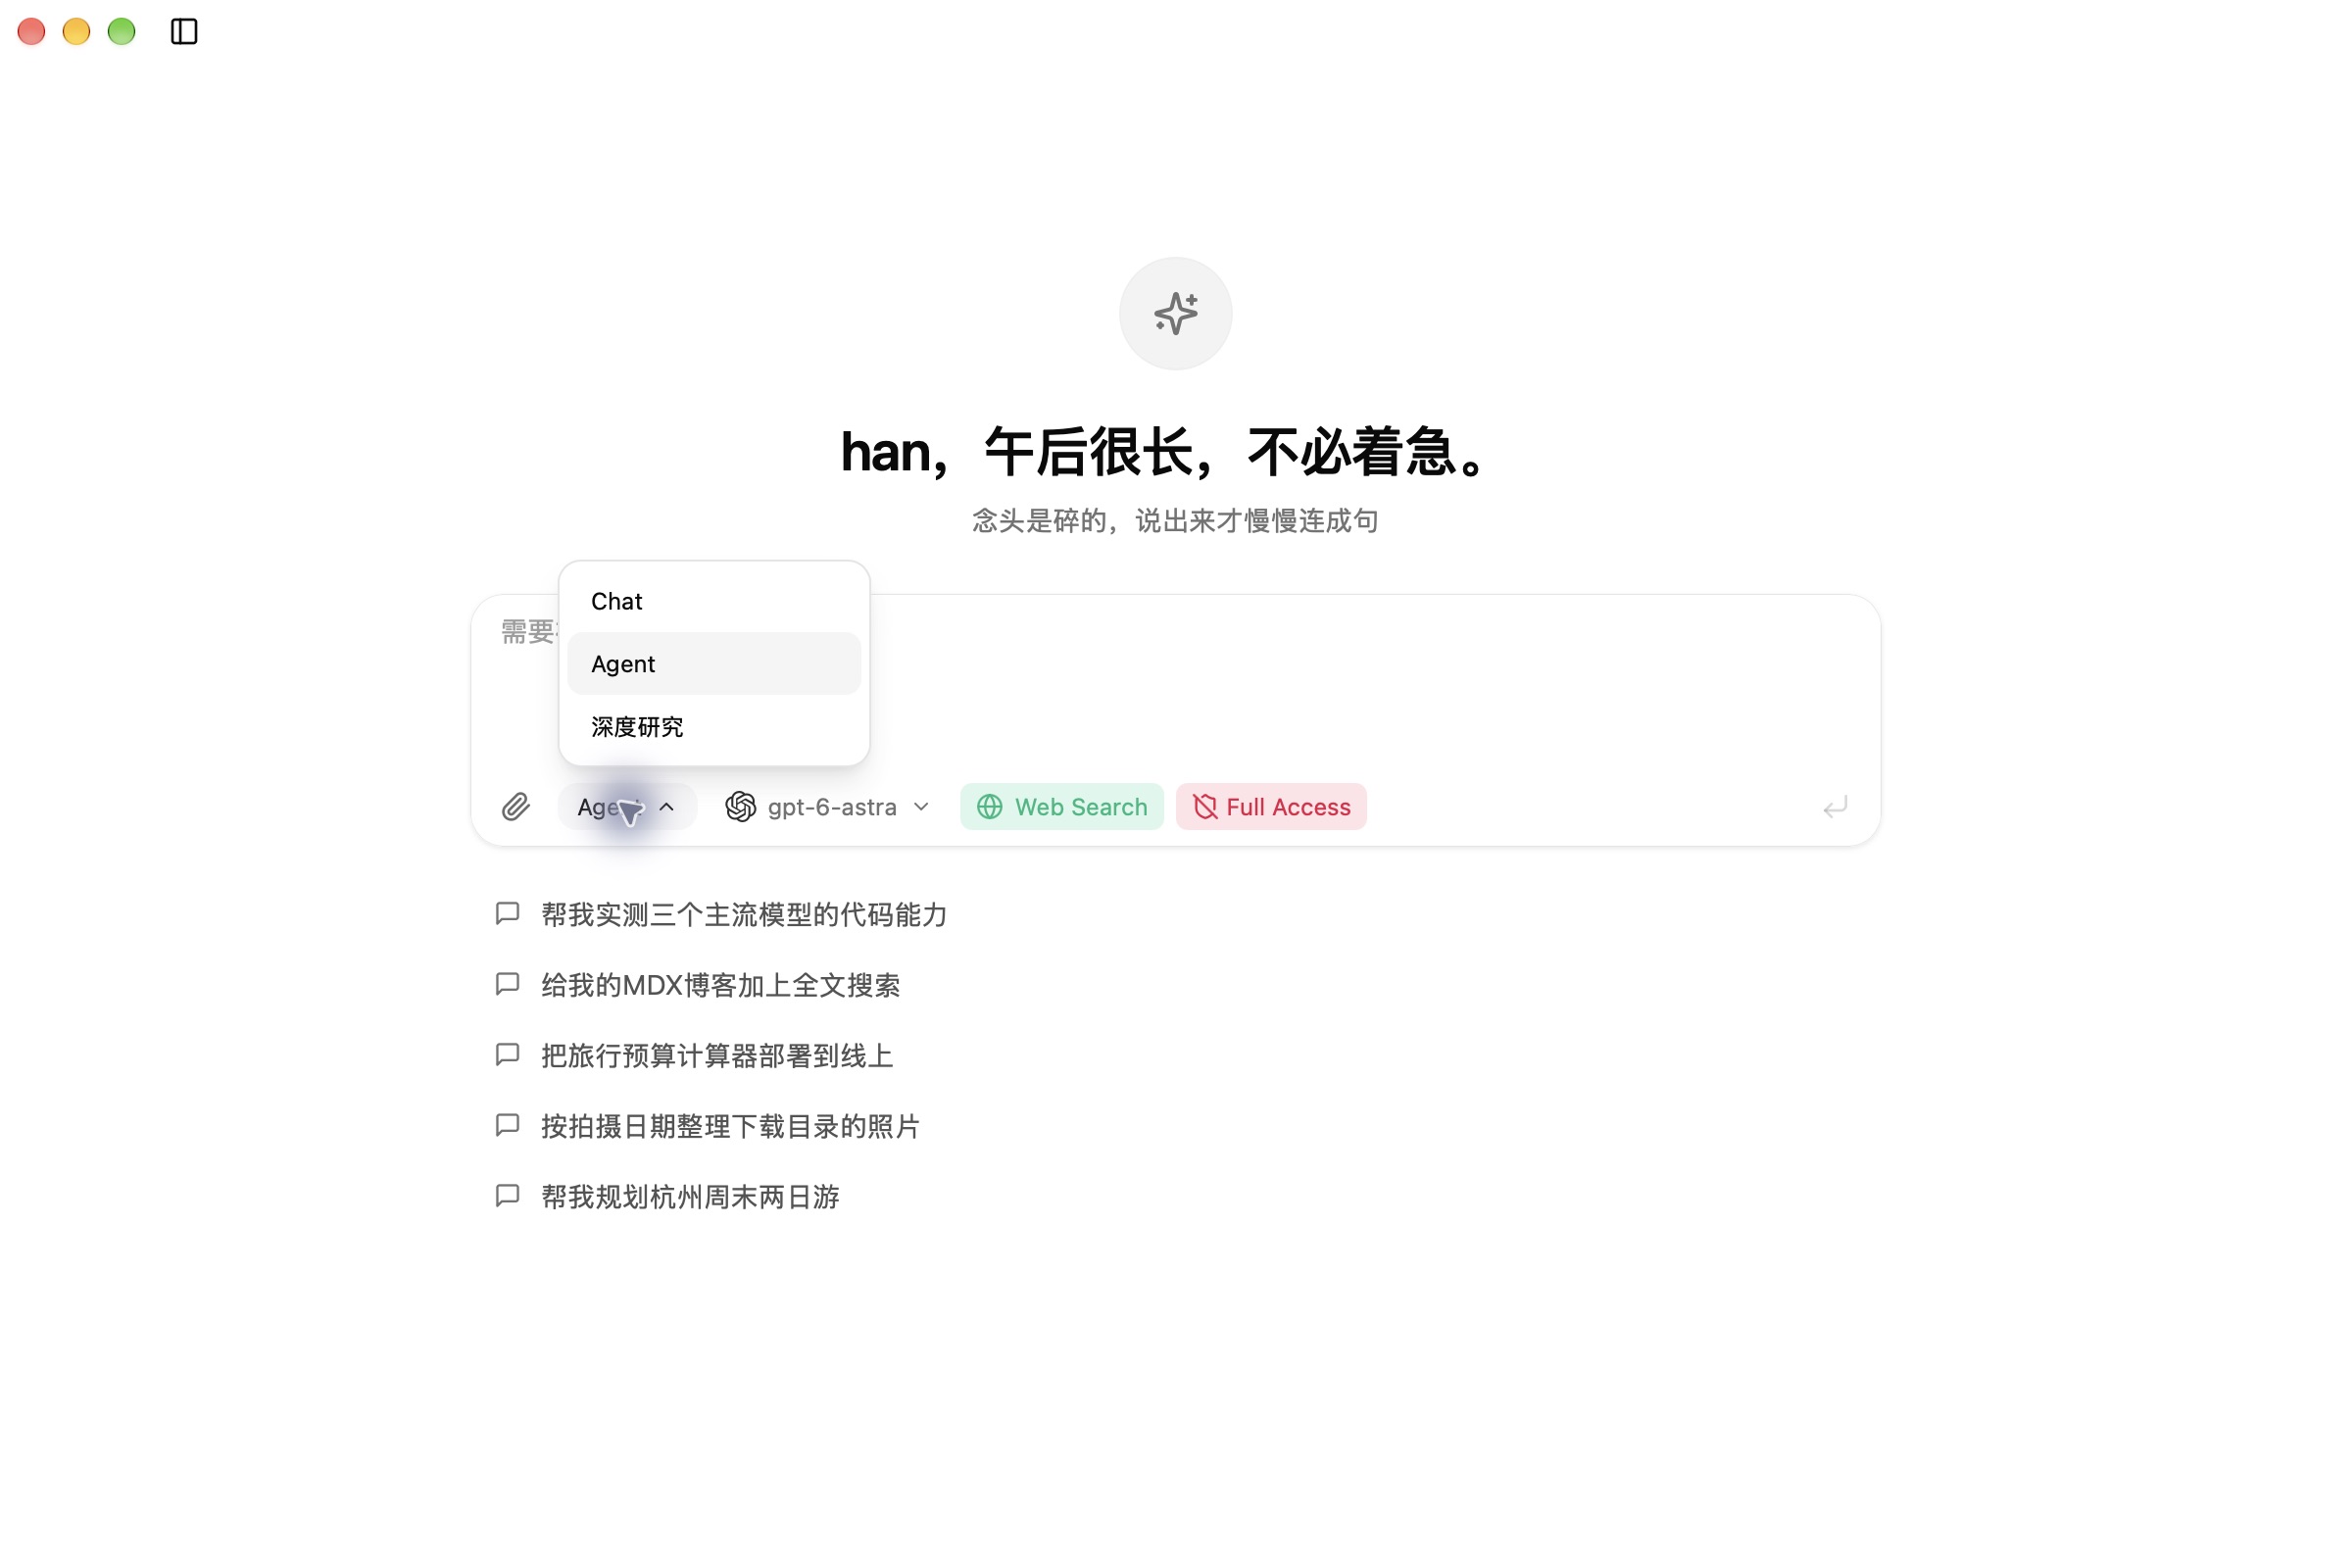 han，午后很长，不必着急。
念头是碎的，说出来才慢慢连成句
Chat
需要
Agent
深度研究
gpt-6-astra
Web Search
Full Access
帮我实测三个主流模型的代码能力
给我的MDX博客加上全文搜索
把旅行预算计算器部署到线上
按拍摄日期整理下载目录的照片
帮我规划杭州周末两日游